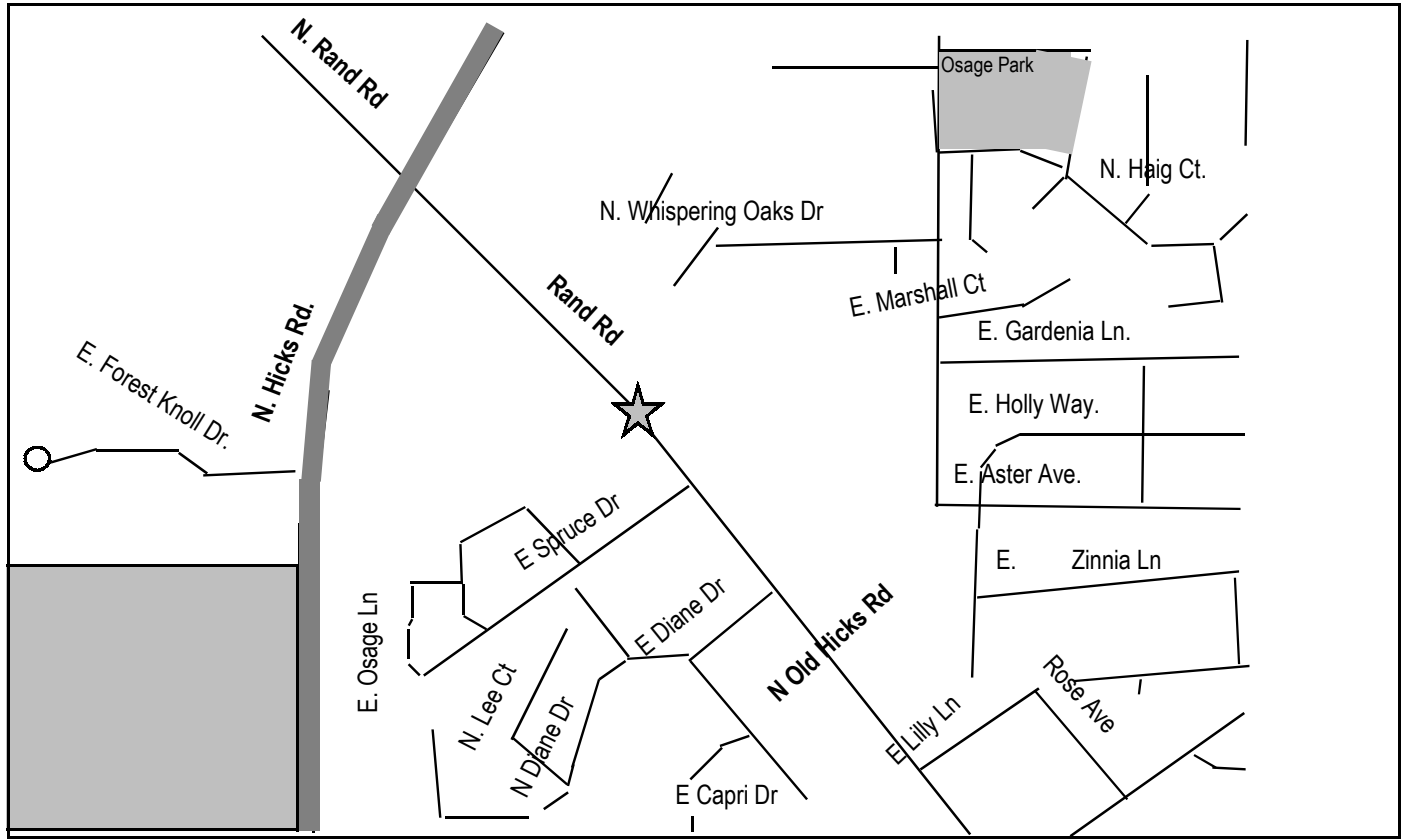 N. Rand Rd
Osage Park
N. Haig Ct.
N. Whispering Oaks Dr
E. Marshall Ct
Rand Rd
N. Hicks Rd.
E. Gardenia Ln.
E. Forest Knoll Dr.
E. Holly Way.
E. Aster Ave.
E Spruce Dr
E. Zinnia Ln
E. Osage Ln
E Diane Dr
N Old Hicks Rd
N. Lee Ct
N Diane Dr
E Lilly Ln
Rose Ave
E Capri Dr